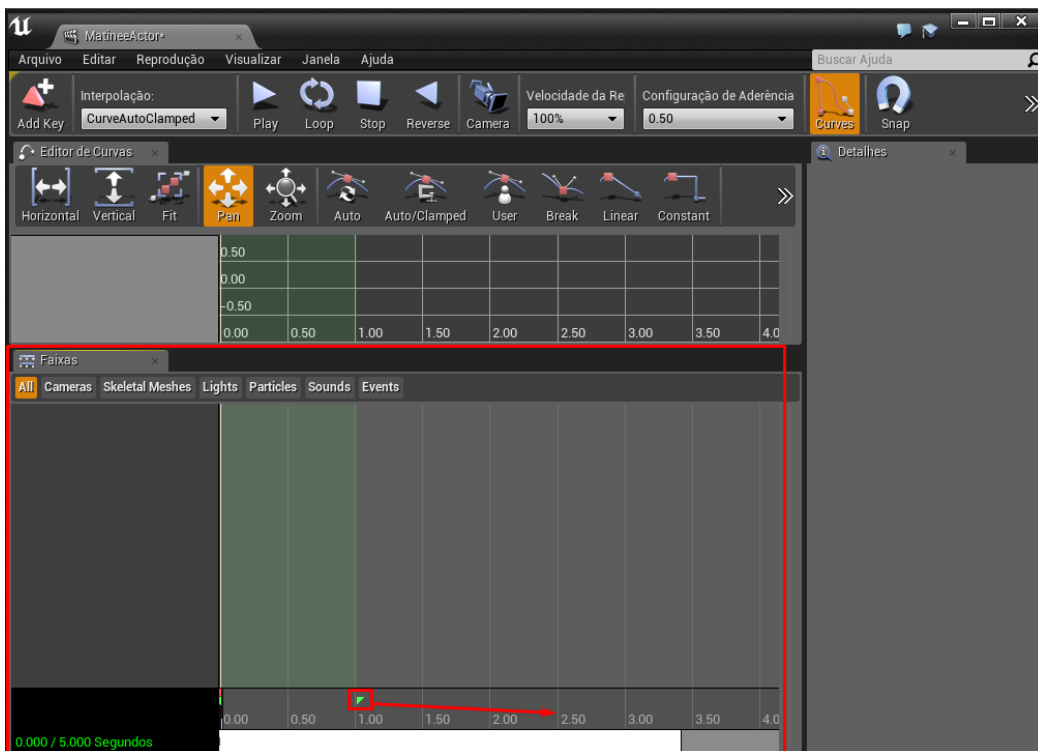 MatineeActor*
Arquivo Editar Reprodução Visualizar Janela Ajuda
Buscar Ajuda
Add Key
Interpolação:
CurveAutoClamped
Play Loop Stop Reverse Camera
Velocidade da Re
100%
Configuração de Aderência
0.50
Curves Snap
Editor de Curvas
Detalhes
Horizontal Vertical Fit Pan Zoom Auto Auto/Clamped User Break Linear Constant
0.50
0.00
-0.50
0.00 0.50 1.00 1.50 2.00 2.50 3.00 3.50 4.0
Faixas
All Cameras Skeletal Meshes Lights Particles Sounds Events
0.00 0.50 1.00 1.50 2.00 2.50 3.00 3.50 4.0
0.000 / 5.000 Segundos